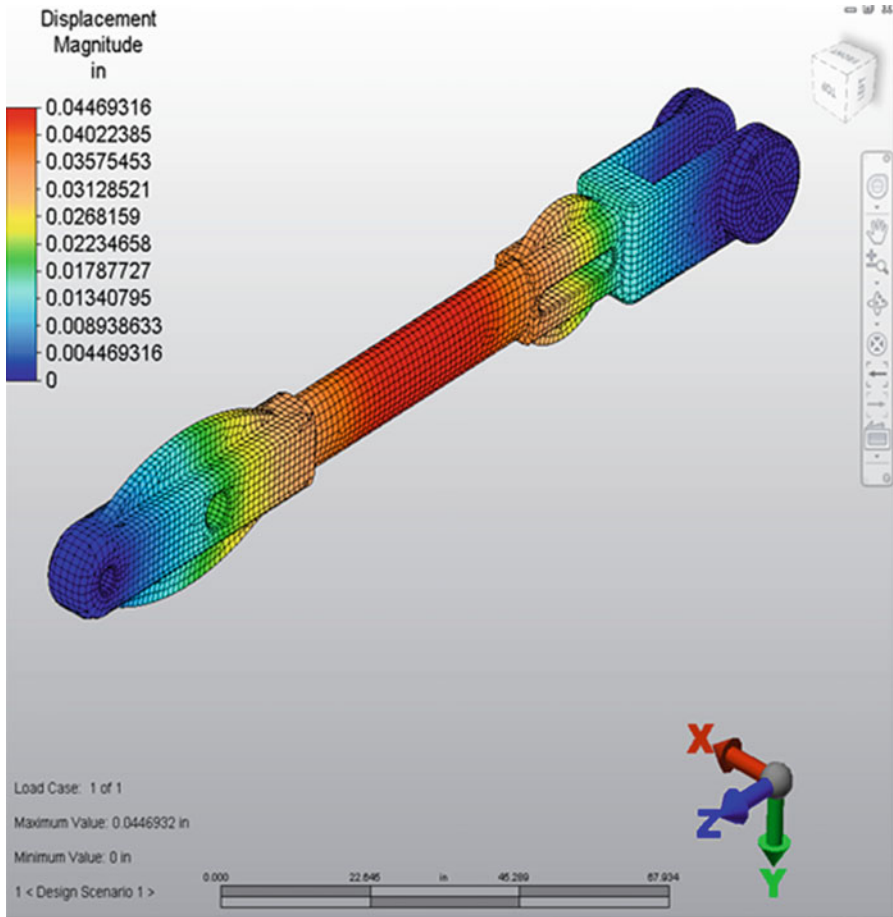 Displacement
Magnitude
in
0.04469316
0.04022385
0.03575453
0.03128521
0.0268159
0.02234658
0.01787727
0.01340795
0.008938633
0.004469316
0
TOP
X
Z
Y
Load Case: 1 of 1
Maximum Value: 0.0446932 in
Minimum Value: 0 in
1 < Design Scenario 1 >
0.000 22.645 in 45.289 67.934